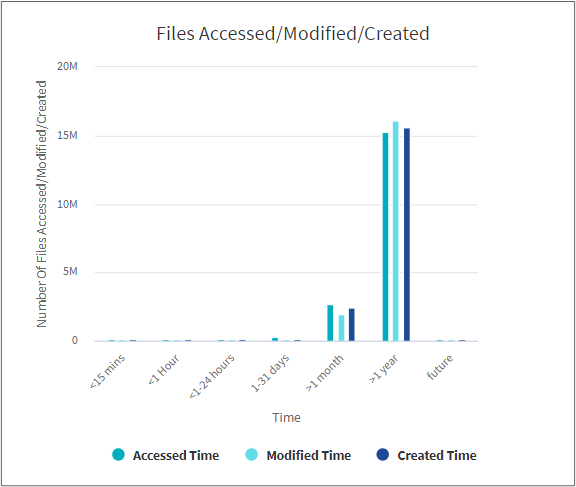 Files Accessed/Modified/Created
Number Of Files Accessed/Modified/Created
20M
15M
10M
5M
0
<15 mins
<1 Hour
<1-24 hours
1-31 days
>1 month
>1 year
future
Time
Accessed Time
Modified Time
Created Time